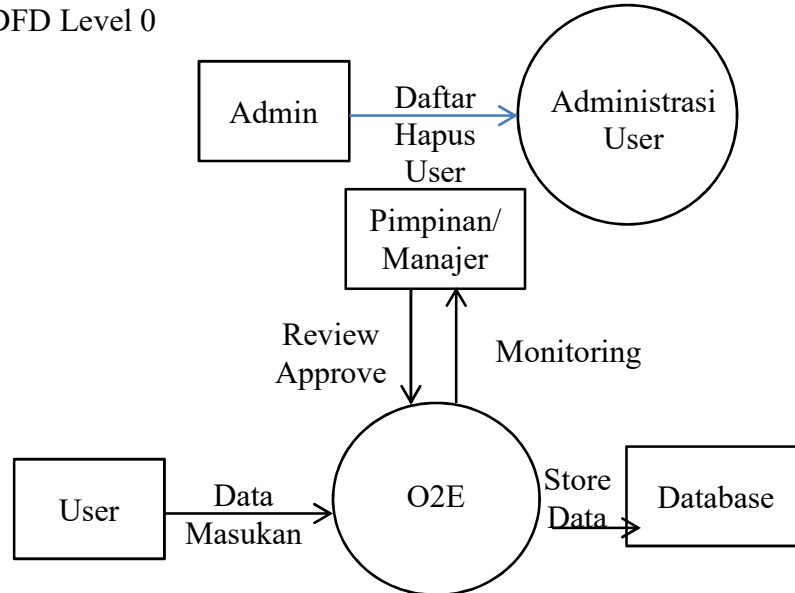 DFD Level 0
Admin
Daftar
Hapus
User
Administrasi
User
Pimpinan/
Manajer
Review
Approve
Monitoring
User
Data
Masukan
O2E
Store
Data
Database